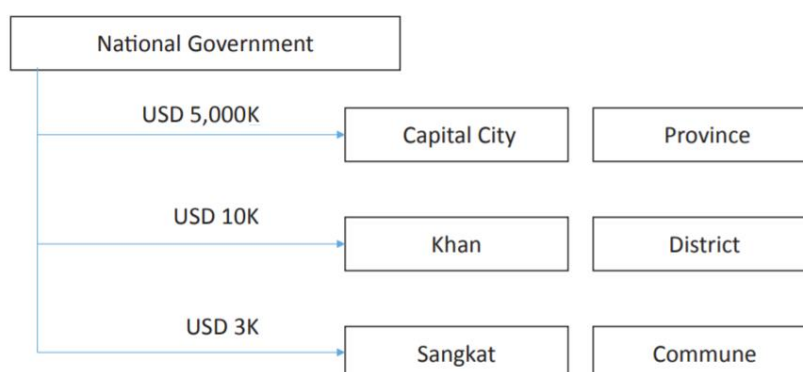 National Government
USD 5,000K
Capital City
Province
USD 10K
Khan
District
USD 3K
Sangkat
Commune